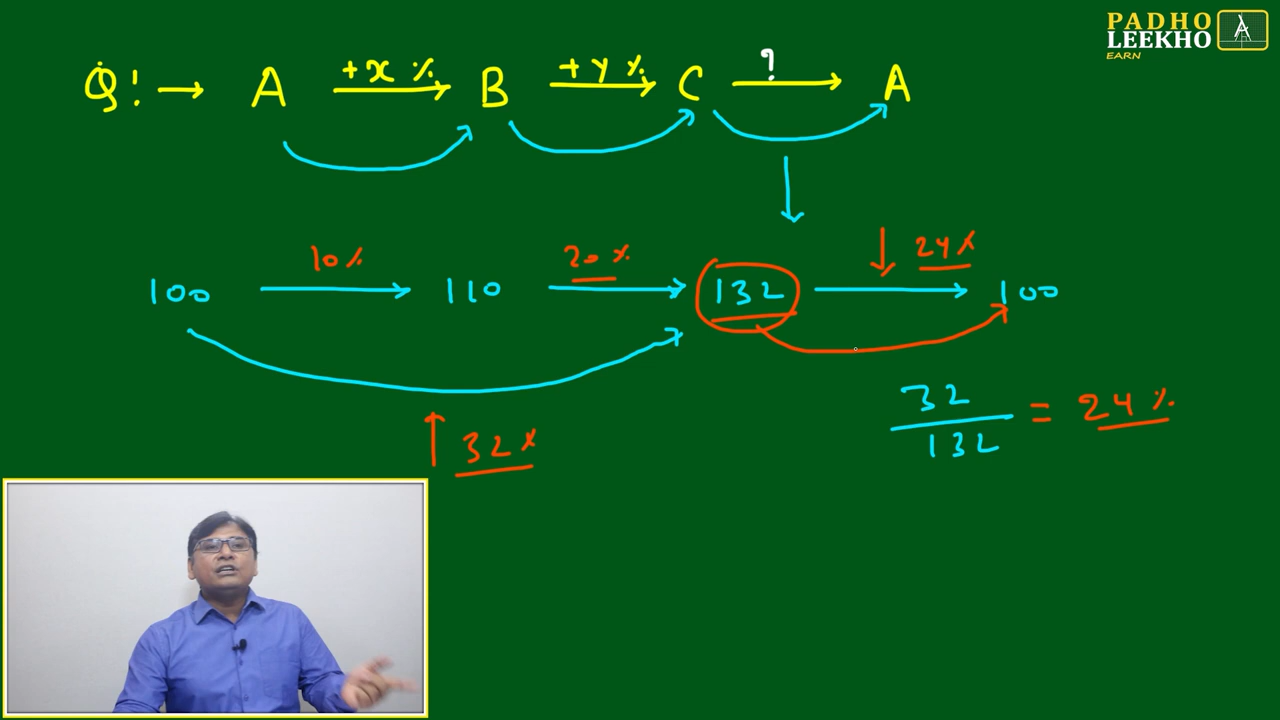 PADHO
LEEKHO
EARN
Q! → A +x % → B +y % → C ? → A
100 10% → 110 20% → 132 ↓ 24% → 100
↑ 32%
32/132 = 24%